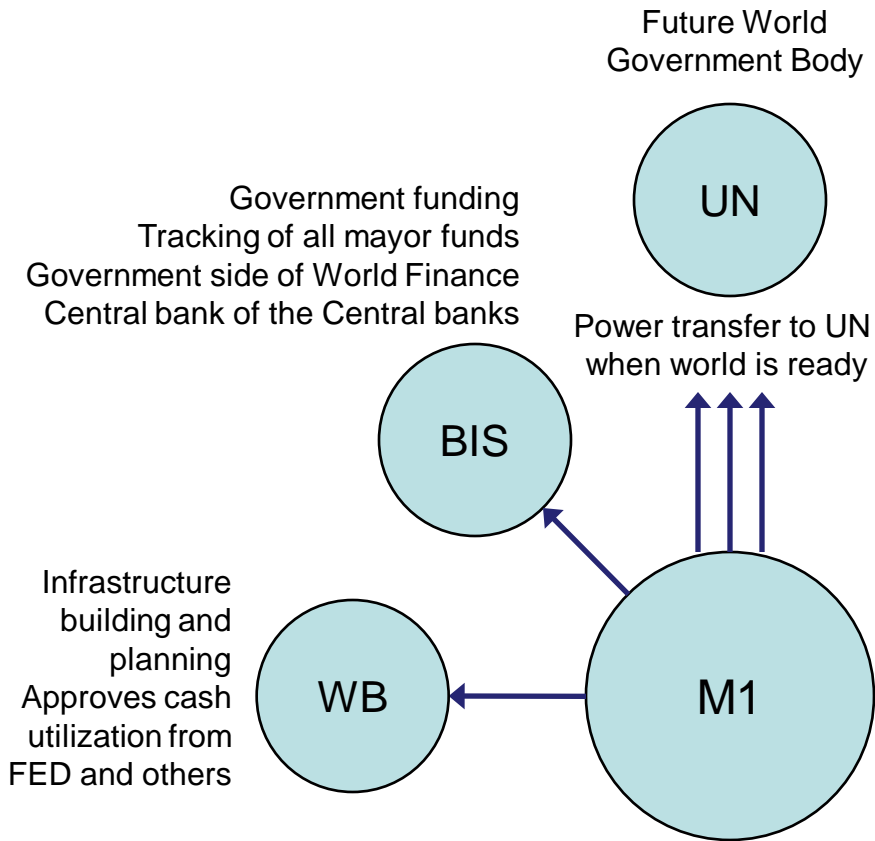 Future World
Government Body
UN
Government funding
Tracking of all mayor funds
Government side of World Finance
Central bank of the Central banks
Power transfer to UN
when world is ready
BIS
Infrastructure
building and
planning
Approves cash
utilization from
FED and others
WB
M1